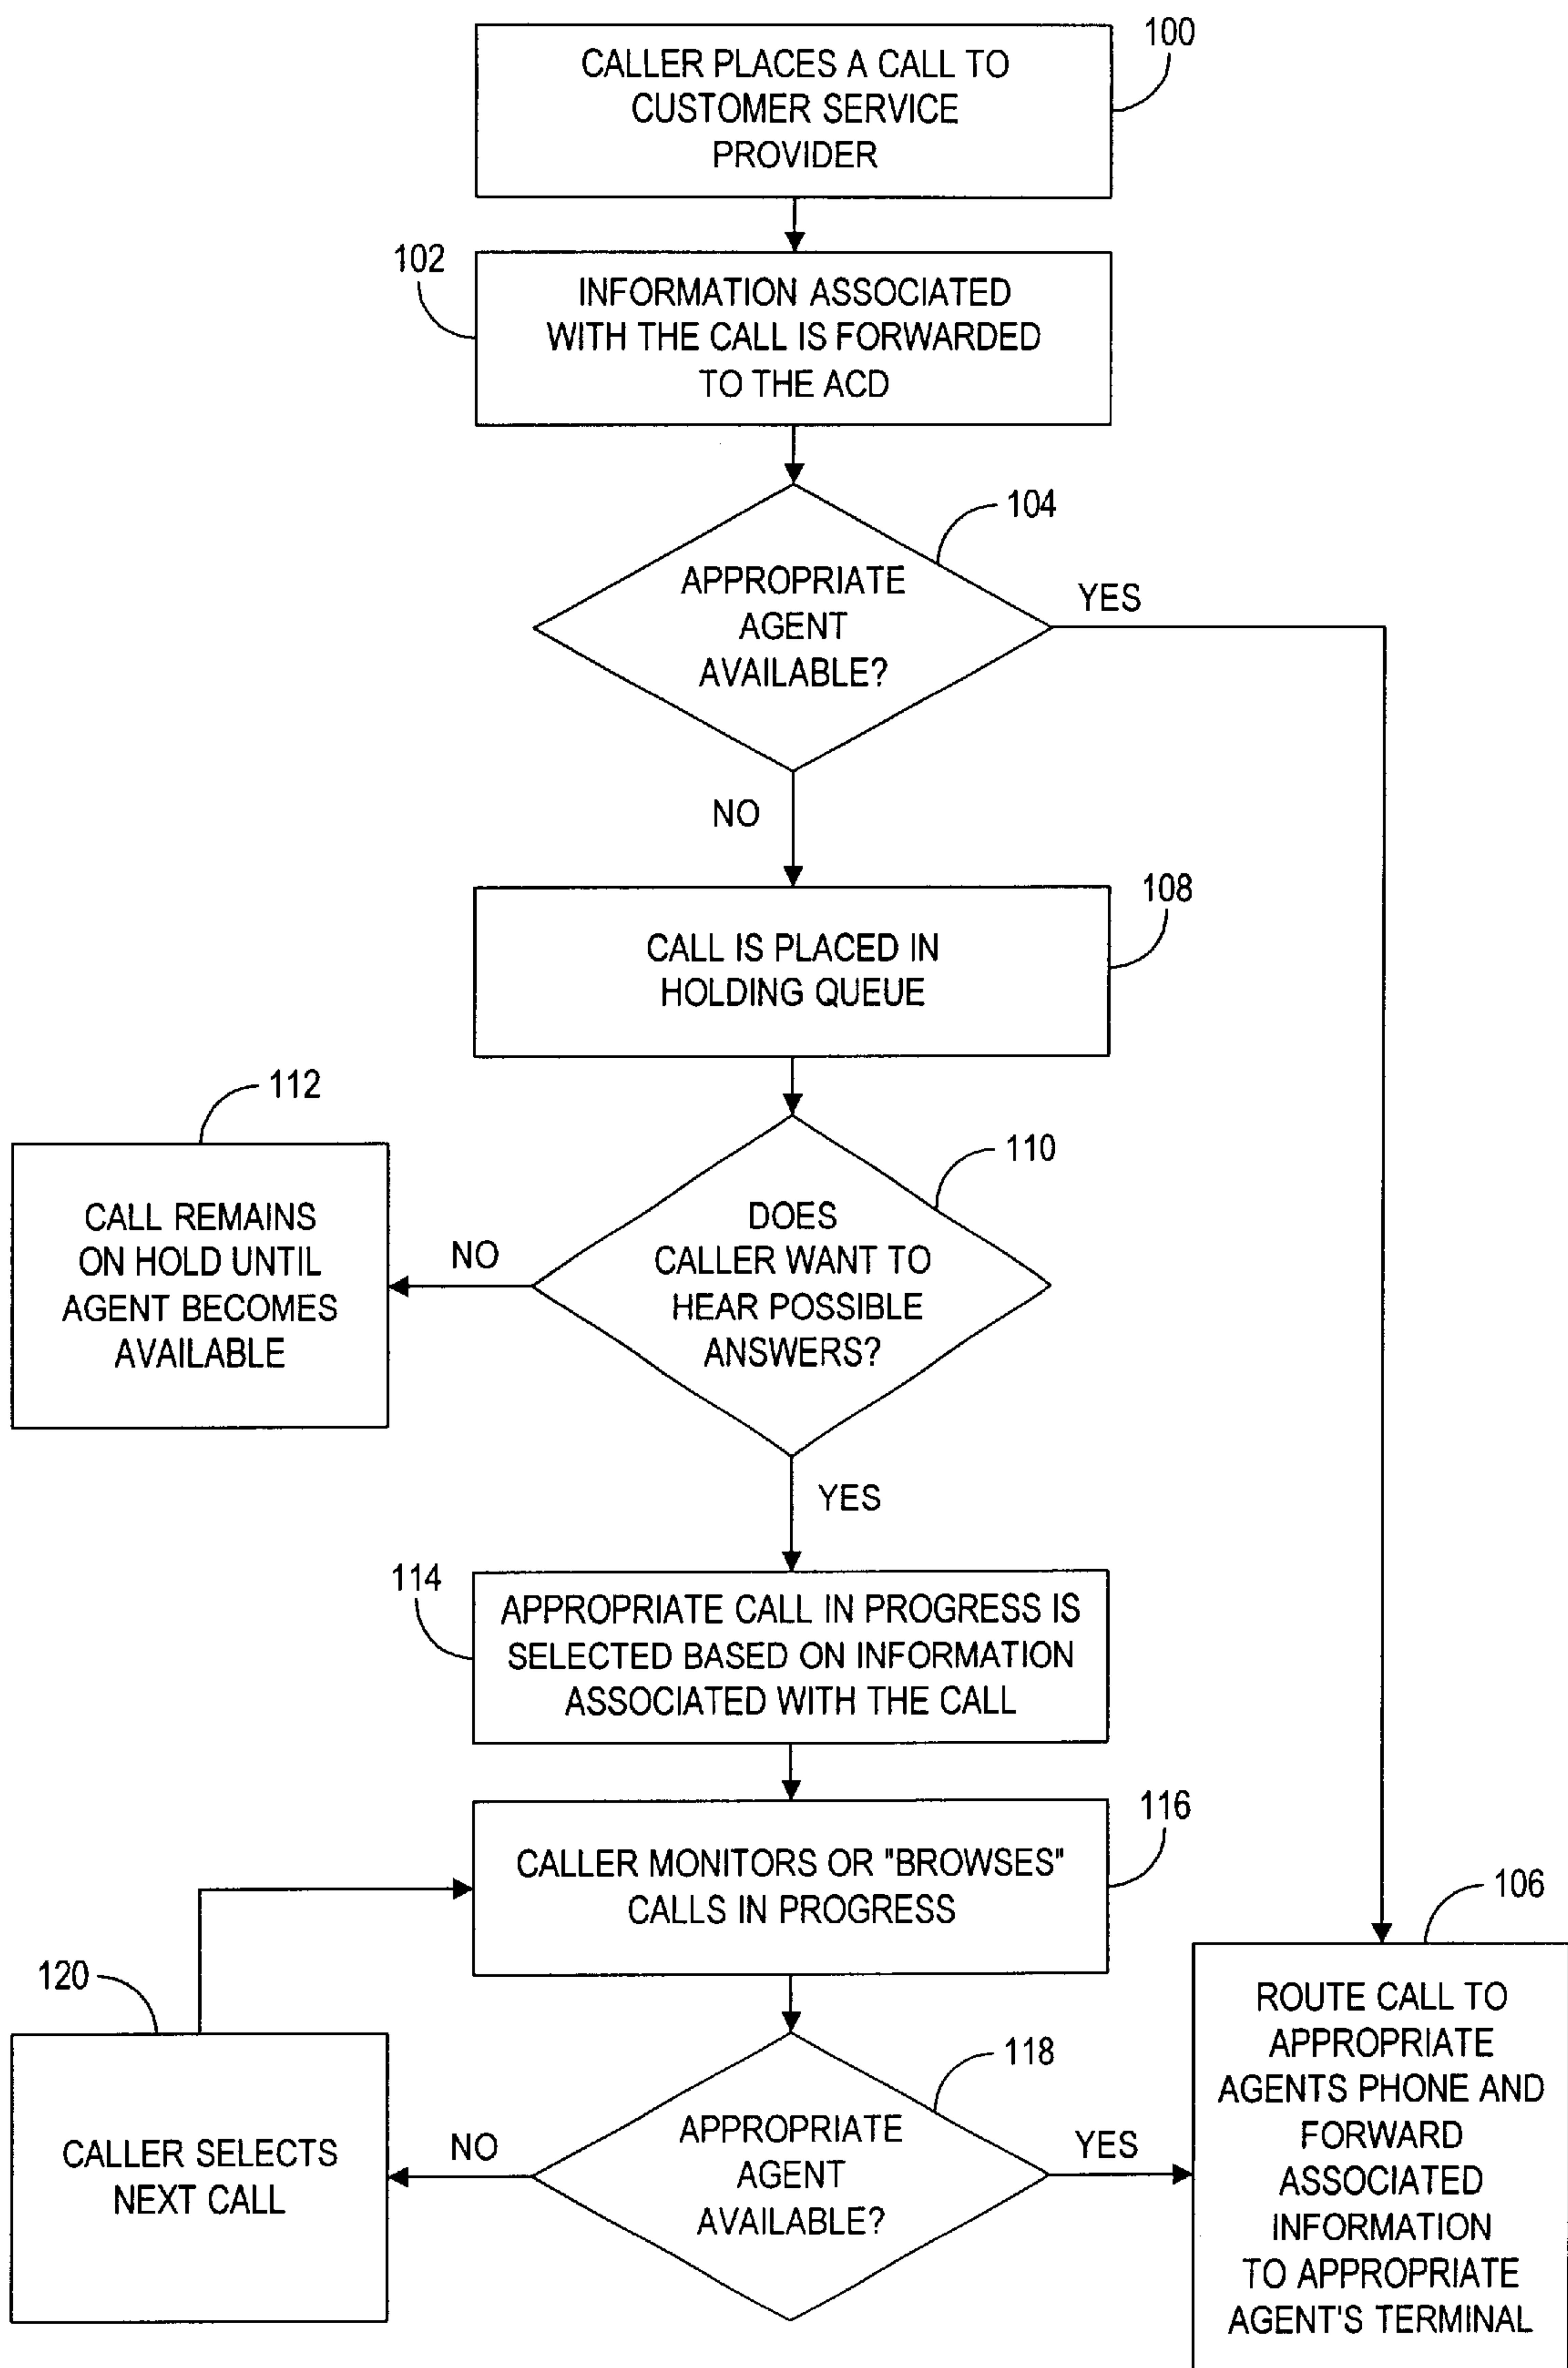 100
CALLER PLACES A CALL TO
CUSTOMER SERVICE
PROVIDER
102
INFORMATION ASSOCIATED
WITH THE CALL IS FORWARDED
TO THE ACD
104
APPROPRIATE
AGENT
AVAILABLE?
YES
NO
108
CALL IS PLACED IN
HOLDING QUEUE
112
CALL REMAINS
ON HOLD UNTIL
AGENT BECOMES
AVAILABLE
NO
110
DOES
CALLER WANT TO
HEAR POSSIBLE
ANSWERS?
YES
114
APPROPRIATE CALL IN PROGRESS IS
SELECTED BASED ON INFORMATION
ASSOCIATED WITH THE CALL
116
CALLER MONITORS OR "BROWSES"
CALLS IN PROGRESS
120
CALLER SELECTS
NEXT CALL
NO
118
APPROPRIATE
AGENT
AVAILABLE?
YES
106
ROUTE CALL TO
APPROPRIATE
AGENTS PHONE AND
FORWARD
ASSOCIATED
INFORMATION
TO APPROPRIATE
AGENT'S TERMINAL